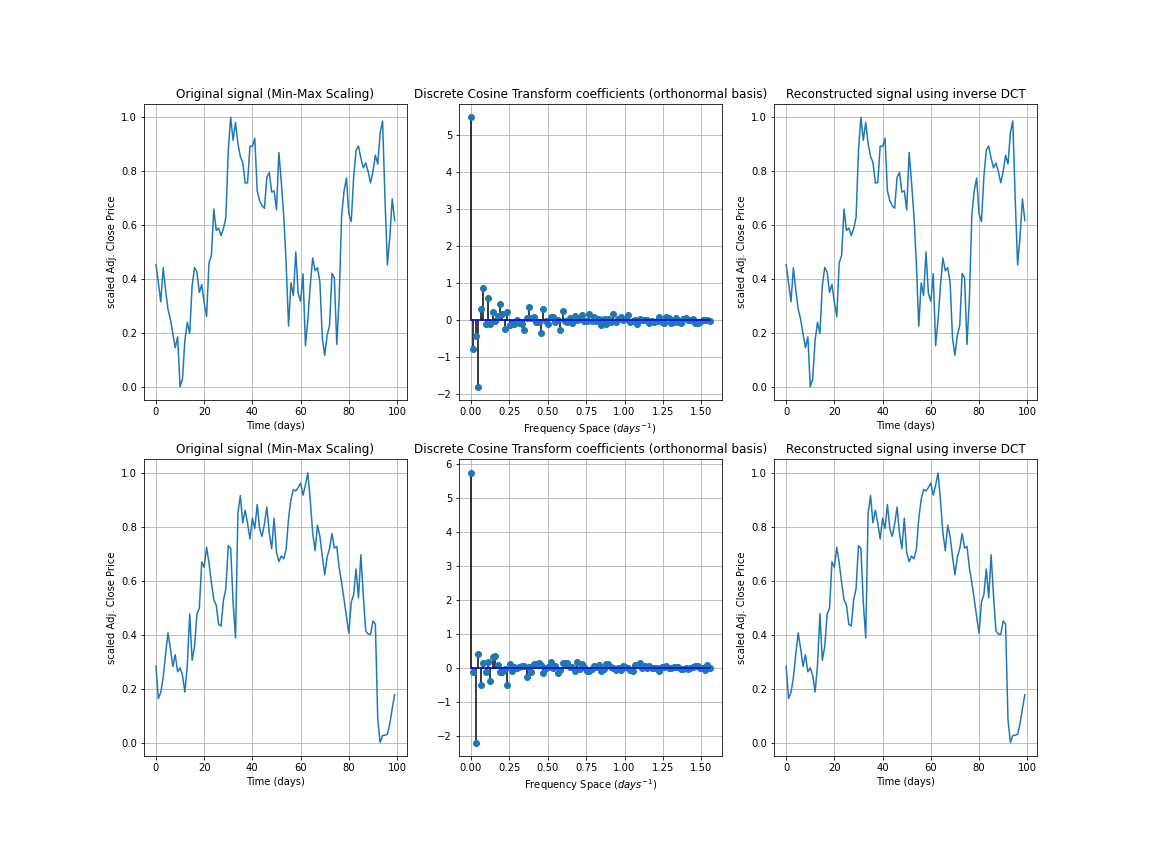 Original signal (Min-Max Scaling)
Discrete Cosine Transform coefficients (orthonormal basis)
Reconstructed signal using inverse DCT
scaled Adj. Close Price
1.0
0.8
0.6
0.4
0.2
0.0
0 20 40 60 80 100
Time (days)
5
4
3
2
1
0
−1
−2
0.00 0.25 0.50 0.75 1.00 1.25 1.50
Frequency Space (days⁻¹)
scaled Adj. Close Price
1.0
0.8
0.6
0.4
0.2
0.0
0 20 40 60 80 100
Time (days)
Original signal (Min-Max Scaling)
Discrete Cosine Transform coefficients (orthonormal basis)
Reconstructed signal using inverse DCT
scaled Adj. Close Price
1.0
0.8
0.6
0.4
0.2
0.0
0 20 40 60 80 100
Time (days)
6
5
4
3
2
1
0
−1
−2
0.00 0.25 0.50 0.75 1.00 1.25 1.50
Frequency Space (days⁻¹)
scaled Adj. Close Price
1.0
0.8
0.6
0.4
0.2
0.0
0 20 40 60 80 100
Time (days)